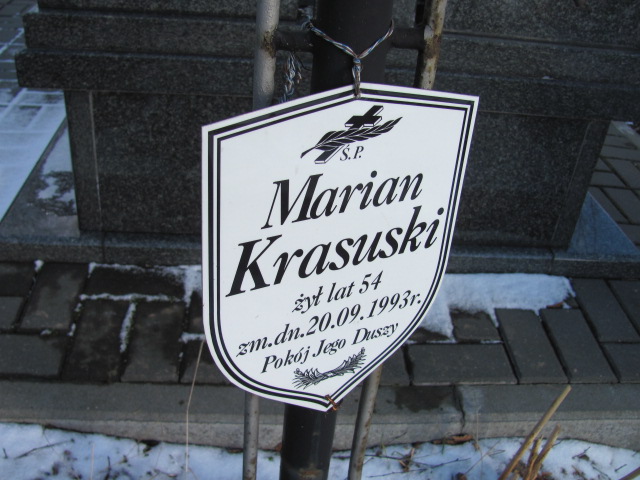 Ś.P.
Marian
Krasuski
żył lat 54
zm.dn.20.09.1993r.
Pokój Jego Duszy